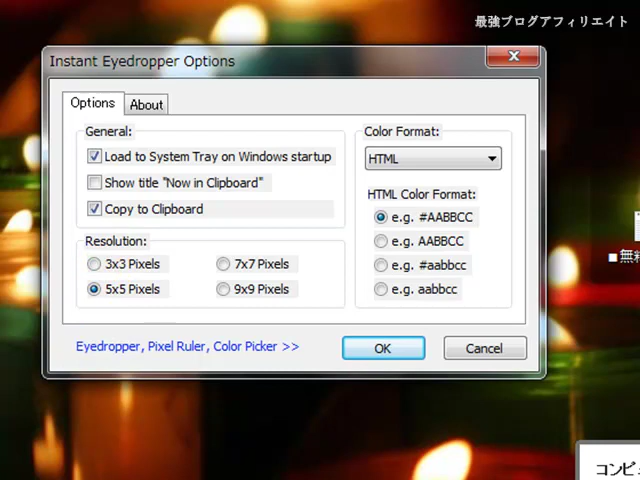 最強ブログアフィリエイト
Instant Eyedropper Options
Options
About
General:
Load to System Tray on Windows startup
Show title "Now in Clipboard"
Copy to Clipboard
Resolution:
3x3 Pixels
7x7 Pixels
5x5 Pixels
9x9 Pixels
Color Format:
HTML
HTML Color Format:
e.g. #AABBCC
e.g. AABBCC
e.g. #aabbcc
e.g. aabbcc
Eyedropper, Pixel Ruler, Color Picker >>
OK
Cancel
■無料
コンピ